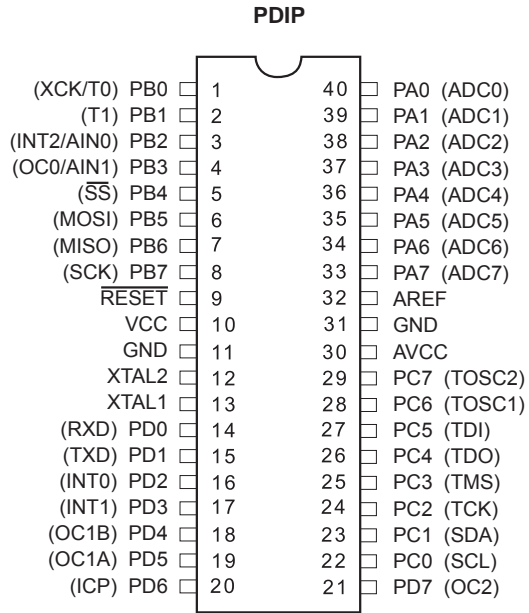 PDIP
(XCK/T0) PB0 1 40 PA0 (ADC0)
(T1) PB1 2 39 PA1 (ADC1)
(INT2/AIN0) PB2 3 38 PA2 (ADC2)
(OC0/AIN1) PB3 4 37 PA3 (ADC3)
(S̅S̅) PB4 5 36 PA4 (ADC4)
(MOSI) PB5 6 35 PA5 (ADC5)
(MISO) PB6 7 34 PA6 (ADC6)
(SCK) PB7 8 33 PA7 (ADC7)
R̅E̅S̅E̅T̅ 9 32 AREF
VCC 10 31 GND
GND 11 30 AVCC
XTAL2 12 29 PC7 (TOSC2)
XTAL1 13 28 PC6 (TOSC1)
(RXD) PD0 14 27 PC5 (TDI)
(TXD) PD1 15 26 PC4 (TDO)
(INT0) PD2 16 25 PC3 (TMS)
(INT1) PD3 17 24 PC2 (TCK)
(OC1B) PD4 18 23 PC1 (SDA)
(OC1A) PD5 19 22 PC0 (SCL)
(ICP) PD6 20 21 PD7 (OC2)